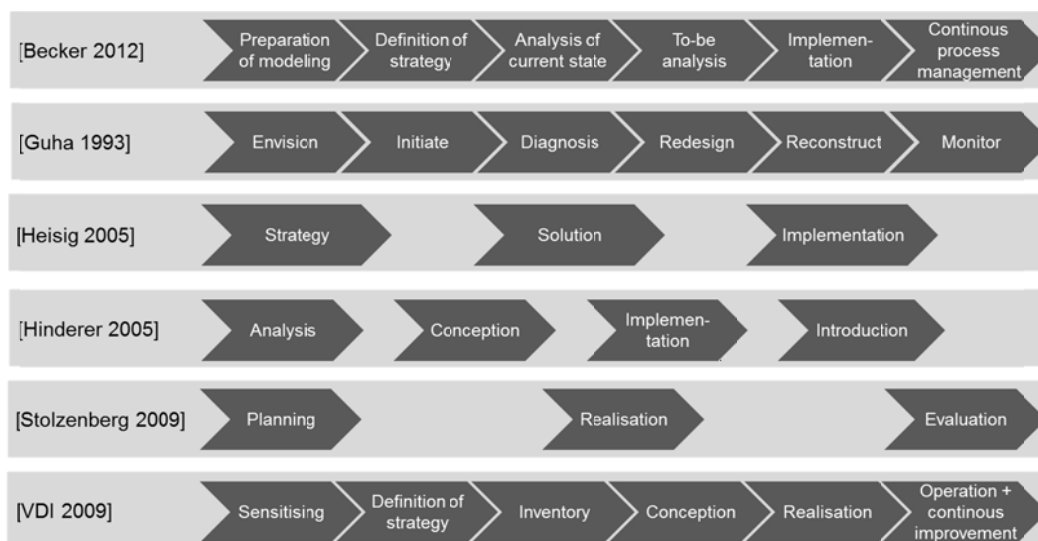 [Becker 2012]
Preparation
of modeling
Definition of
strategy
Analysis of
current state
To-be
analysis
Implemen-
tation
Continous
process
management
[Guha 1993]
Envision
Initiate
Diagnosis
Redesign
Reconstruct
Monitor
[Heisig 2005]
Strategy
Solution
Implementation
[Hinderer 2005]
Analysis
Conception
Implemen-
tation
Introduction
[Stolzenberg 2009]
Planning
Realisation
Evaluation
[VDI 2009]
Sensitising
Definition of
strategy
Inventory
Conception
Realisation
Operation +
continous
improvement